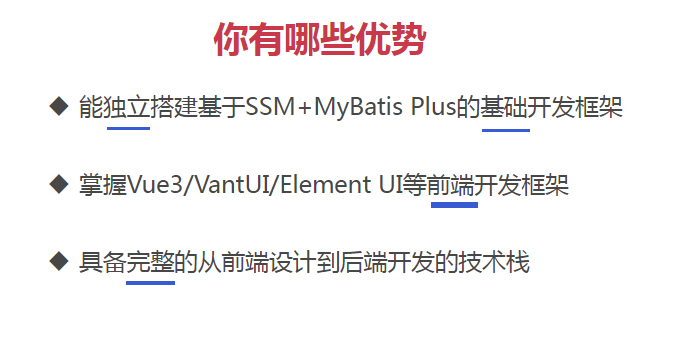 你有哪些优势
◆ 能独立搭建基于SSM+MyBatis Plus的基础开发框架
◆ 掌握Vue3/VantUI/Element UI等前端开发框架
◆ 具备完整的从前端设计到后端开发的技术栈